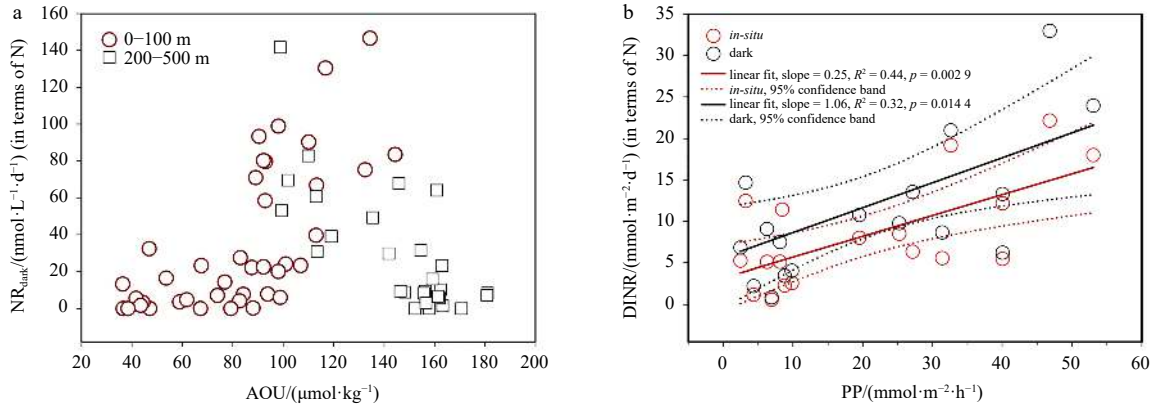 a
0−100 m
200−500 m
160
140
120
100
80
60
40
20
0
NRdark/(nmol·L−1·d−1) (in terms of N)
20 40 60 80 100 120 140 160 180 200
AOU/(μmol·kg−1)
b
in-situ
dark
linear fit, slope = 0.25, R2 = 0.44, p = 0.002 9
in-situ, 95% confidence band
linear fit, slope = 1.06, R2 = 0.32, p = 0.014 4
dark, 95% confidence band
35
30
25
20
15
10
5
0
DINR/(mmol·m−2·d−1) (in terms of N)
0 10 20 30 40 50 60
PP/(mmol·m−2·h−1)